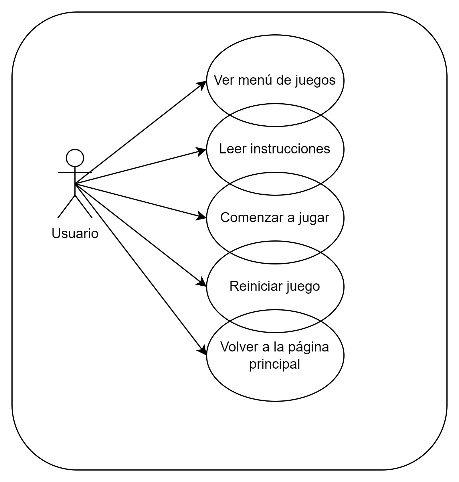 Ver menú de juegos
Leer instrucciones
Comenzar a jugar
Usuario
Reiniciar juego
Volver a la página
principal